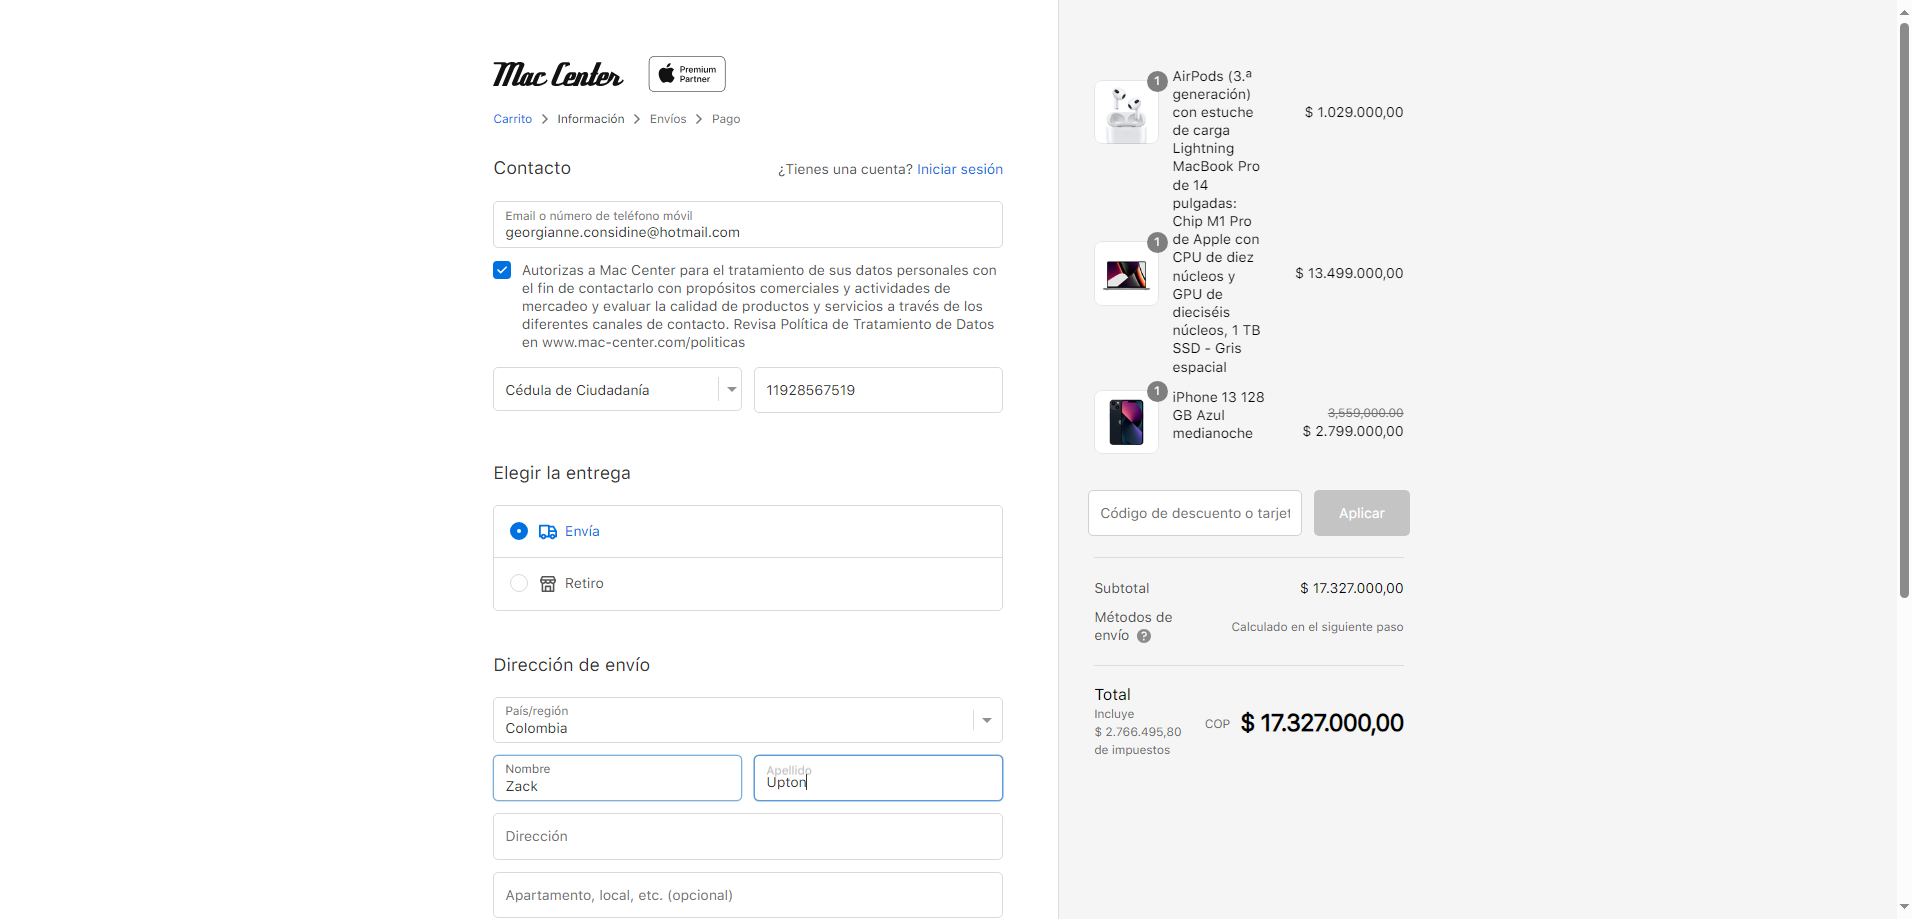 Mac Center
Premium
Partner
Carrito > Información > Envíos > Pago
Contacto
¿Tienes una cuenta? Iniciar sesión
Email o número de teléfono móvil
georgianne.considine@hotmail.com
Autorizas a Mac Center para el tratamiento de sus datos personales con
el fin de contactarlo con propósitos comerciales y actividades de
mercadeo y evaluar la calidad de productos y servicios a través de los
diferentes canales de contacto. Revisa Política de Tratamiento de Datos
en www.mac-center.com/politicas
Cédula de Ciudadanía
11928567519
Elegir la entrega
Envía
Retiro
Dirección de envío
País/región
Colombia
Nombre
Zack
Apellido
Upton
Dirección
Apartamento, local, etc. (opcional)
1
AirPods (3.ª
generación)
con estuche
de carga
Lightning
$ 1.029.000,00
1
MacBook Pro
de 14
pulgadas:
Chip M1 Pro
de Apple con
CPU de diez
núcleos y
GPU de
dieciséis
núcleos, 1 TB
SSD - Gris
espacial
$ 13.499.000,00
1
iPhone 13 128
GB Azul
medianoche
3,559,000.00
$ 2.799.000,00
Código de descuento o tarjet
Aplicar
Subtotal
$ 17.327.000,00
Métodos de
envío ?
Calculado en el siguiente paso
Total
Incluye
$ 2.766.495,80
de impuestos
COP $ 17.327.000,00